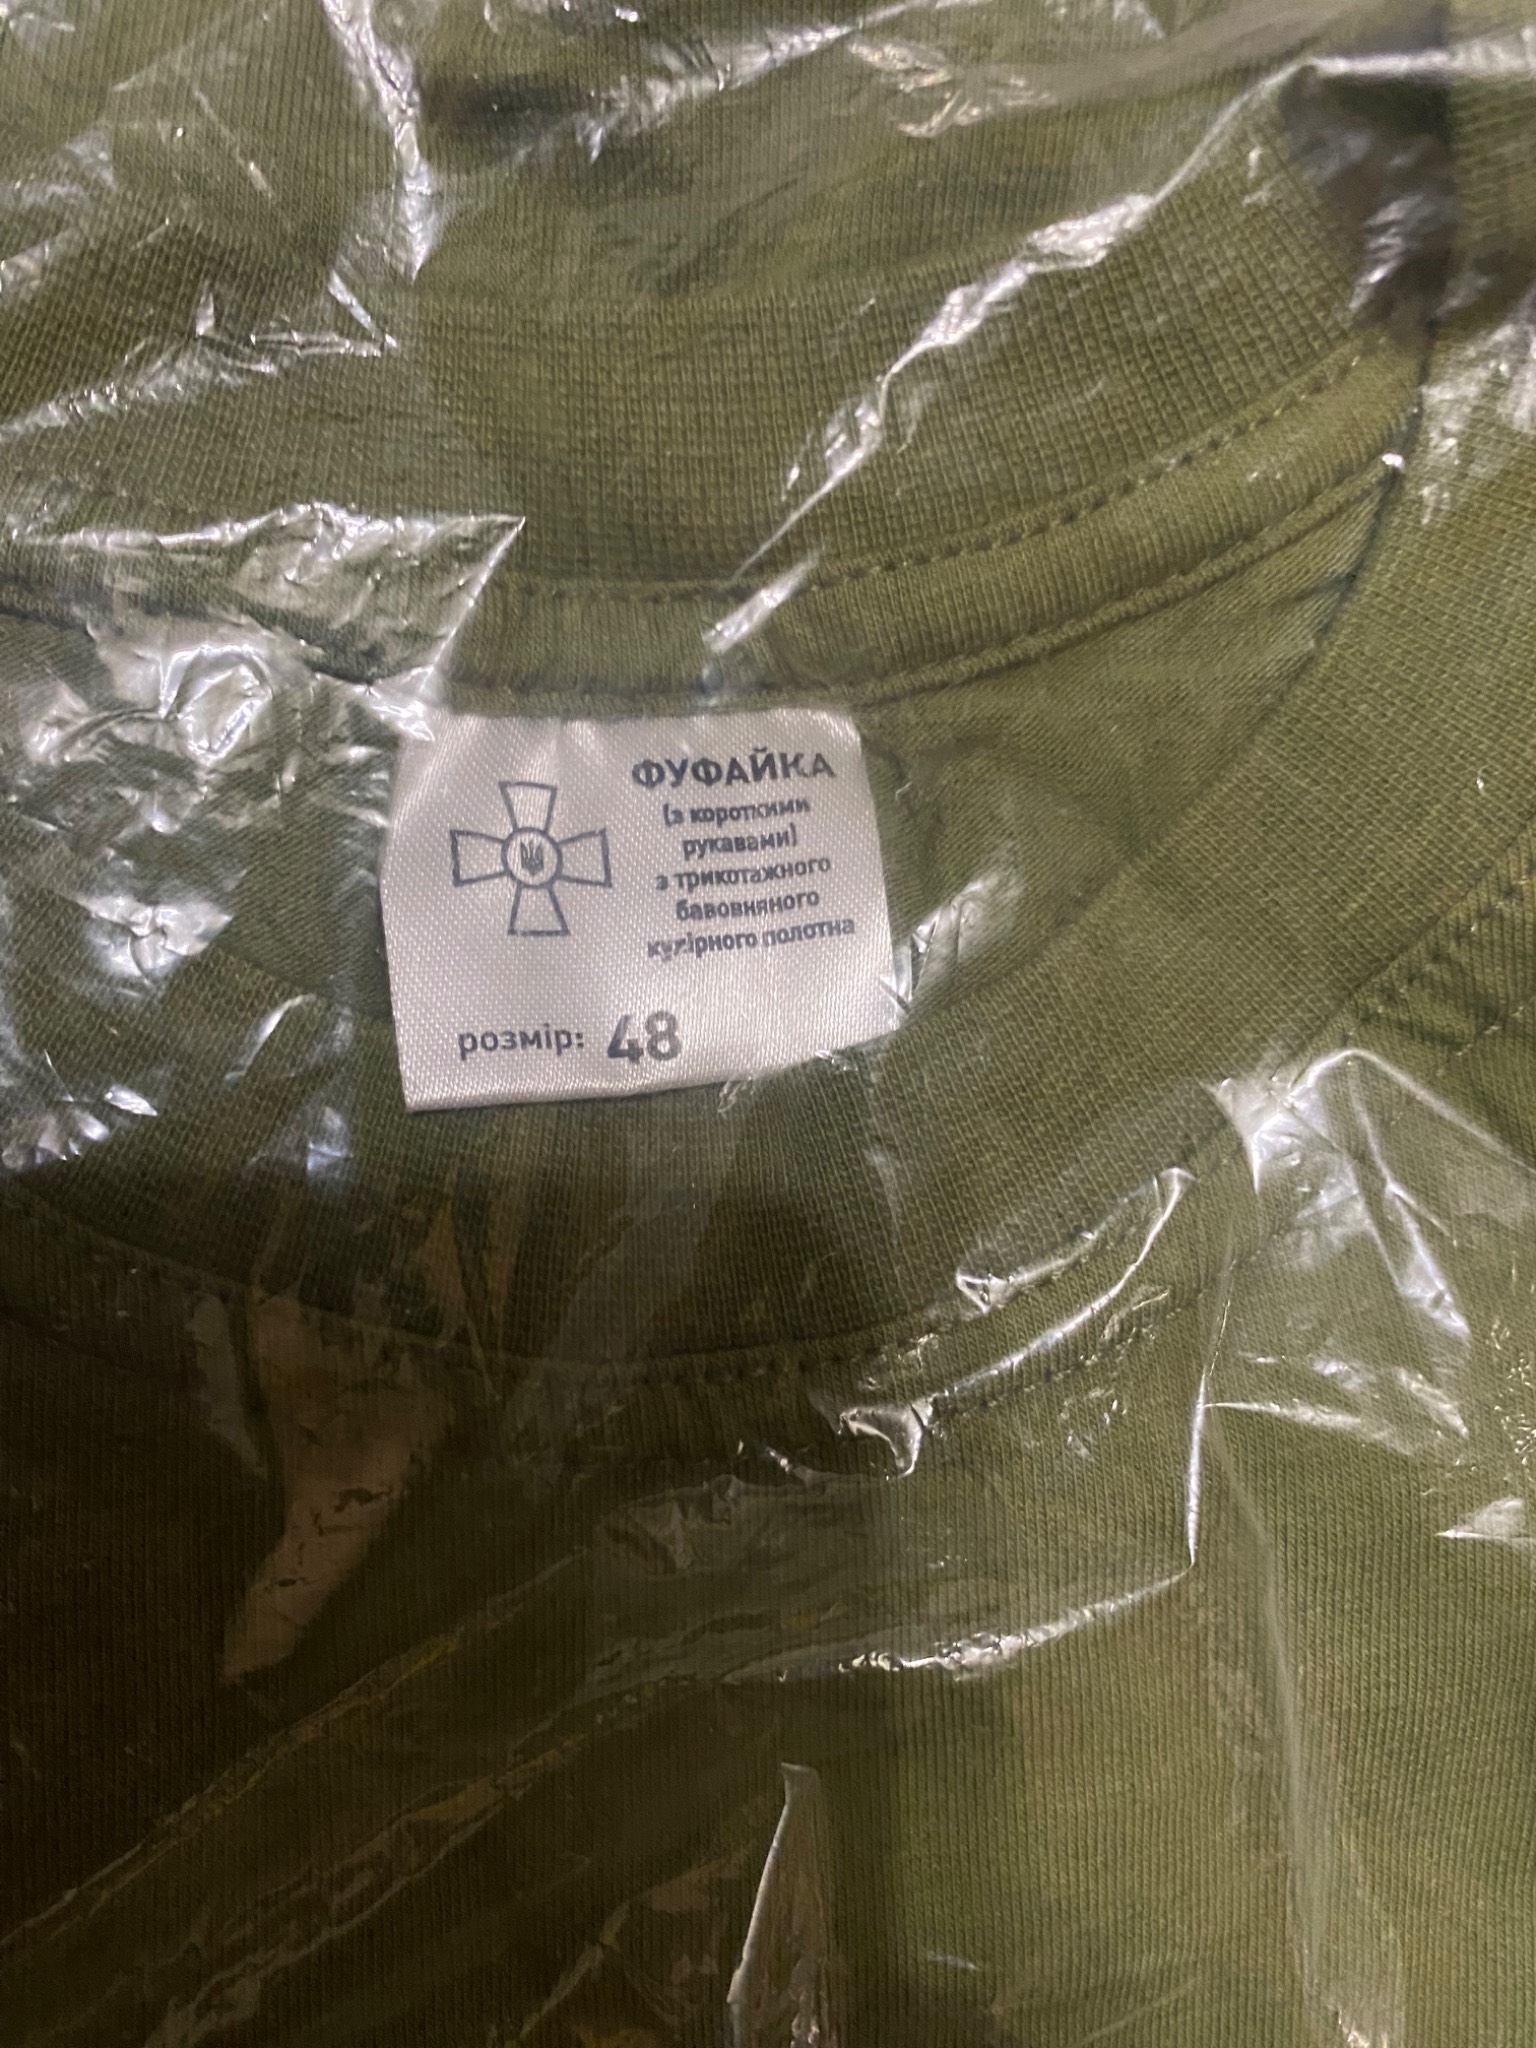 ФУФАЙКА
(з короткими
рукавами)
з трикотажного
бавовняного
кулірного полотна
розмір: 48